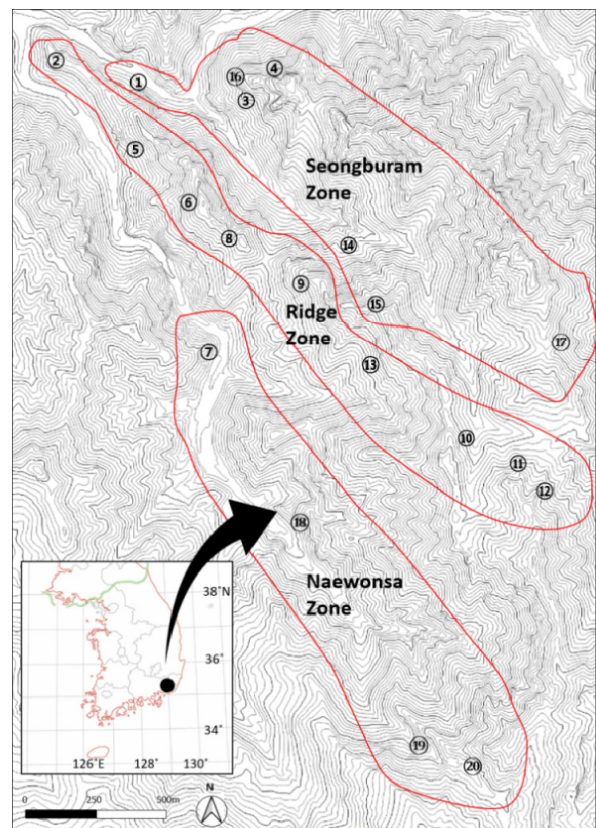 ②
①
⑯
④
③
⑤
Seongburam
Zone
⑥
⑧
⑭
⑨
⑮
Ridge
Zone
⑰
⑦
⑬
⑩
⑪
⑫
⑱
Naewonsa
Zone
38°N
36°
34°
126°E
128°
130°
⑲
⑳
N
0
250
500m